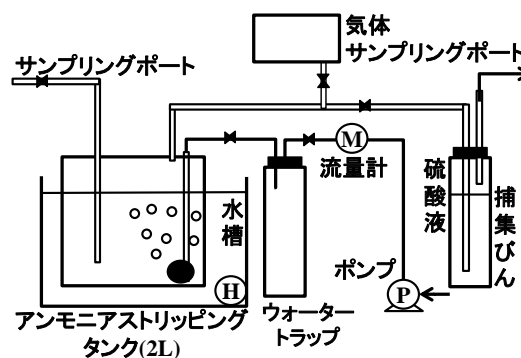 気体
サンプリングポート
サンプリングポート
M
流量計
硫酸液
捕集びん
水槽
ポンプ
P
H
アンモニアストリッピング
タンク(2L)
ウォーター
トラップ